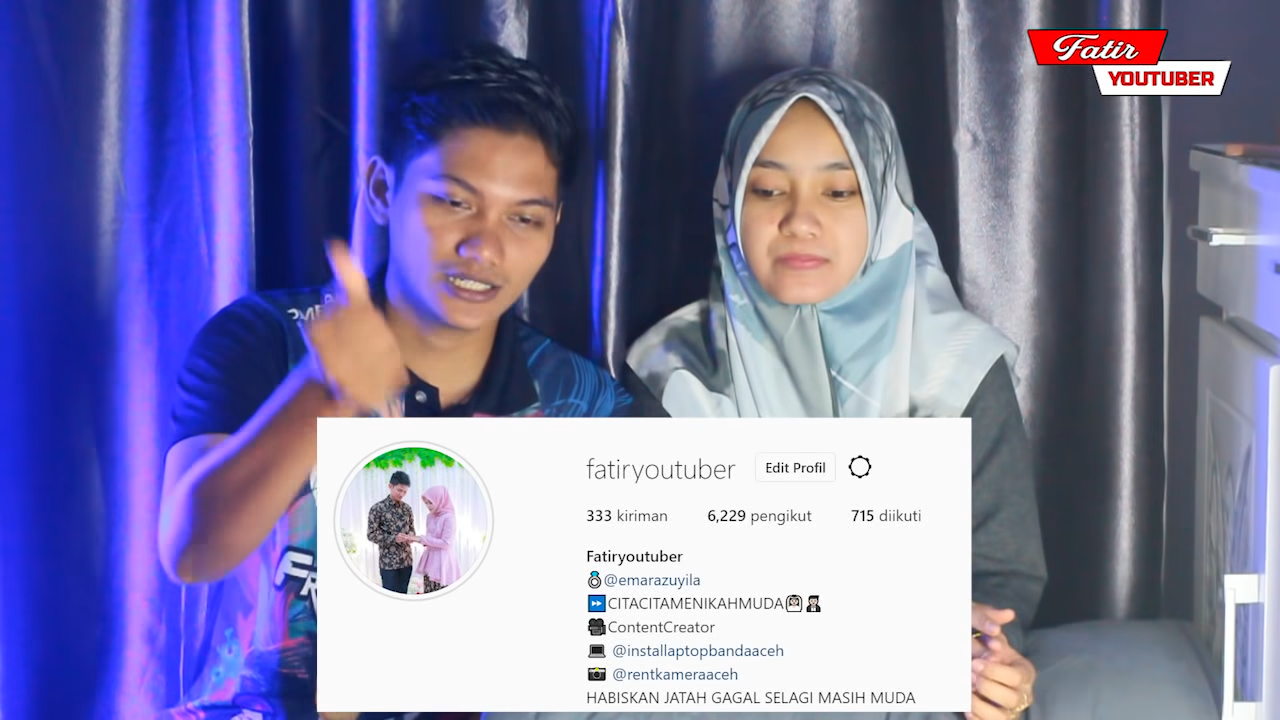 Fatir
YOUTUBER
fatiryoutuber Edit Profil
333 kiriman 6,229 pengikut 715 diikuti
Fatiryoutuber
@emarazuyila
CITACITAMENIKAHMUDA
ContentCreator
@installaptopbandaaceh
@rentkameraaceh
HABISKAN JATAH GAGAL SELAGI MASIH MUDA